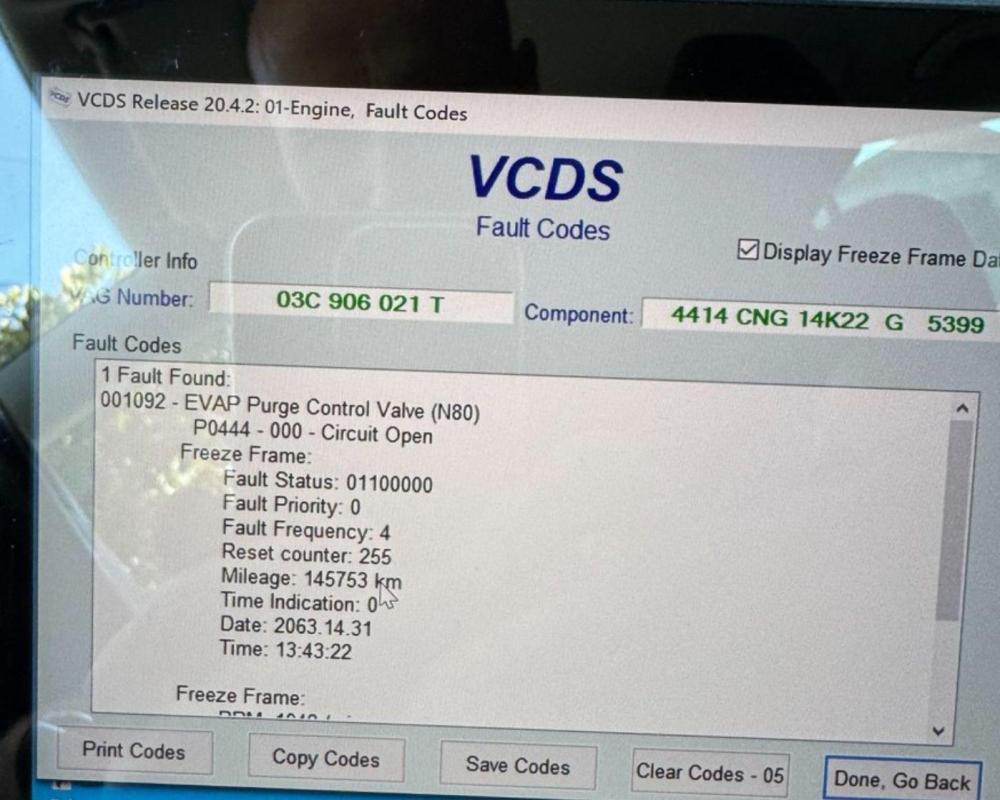 VCDS Release 20.4.2: 01-Engine, Fault Codes
VCDS
Fault Codes
Display Freeze Frame Da
Controller Info
VAG Number: 03C 906 021 T Component: 4414 CNG 14K22 G 5399
Fault Codes
1 Fault Found:
001092 - EVAP Purge Control Valve (N80)
P0444 - 000 - Circuit Open
Freeze Frame:
Fault Status: 01100000
Fault Priority: 0
Fault Frequency: 4
Reset counter: 255
Mileage: 145753 km
Time Indication: 0
Date: 2063.14.31
Time: 13:43:22
Freeze Frame:
Print Codes Copy Codes Save Codes Clear Codes - 05 Done, Go Back